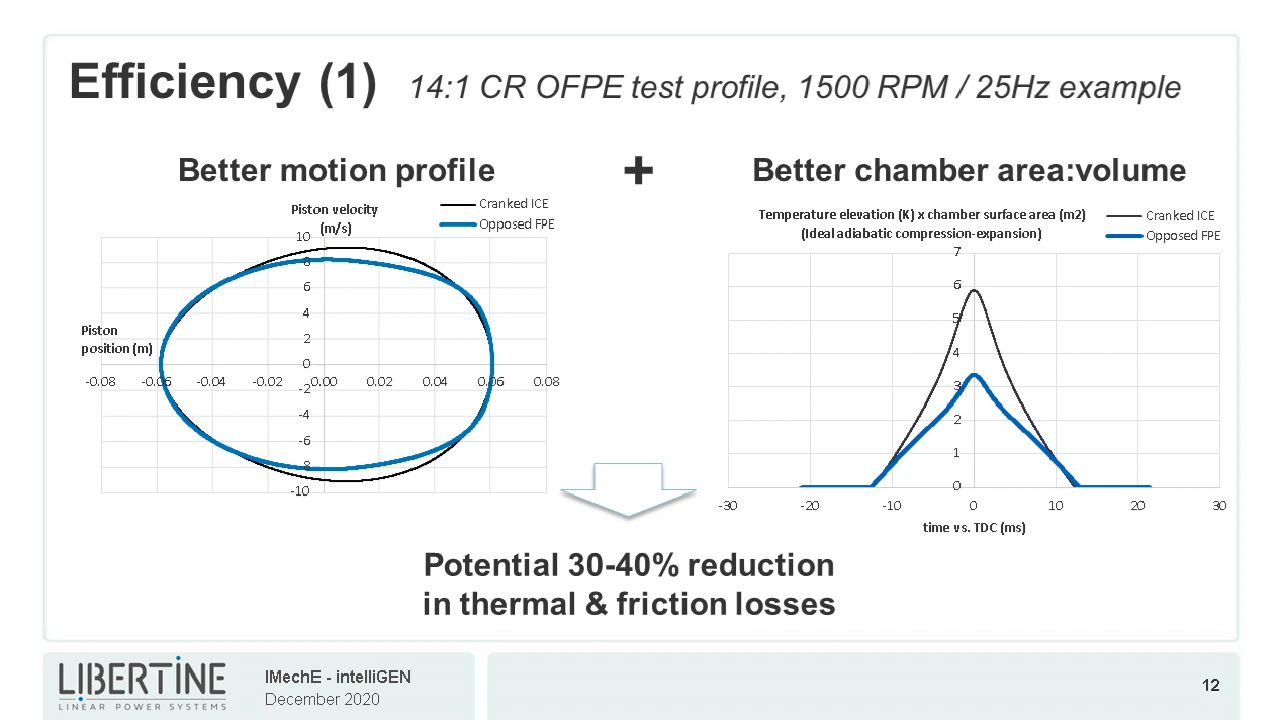 Efficiency (1) 14:1 CR OFPE test profile, 1500 RPM / 25Hz example
Better motion profile
+
Better chamber area:volume
Piston velocity
(m/s)
Cranked ICE
Opposed FPE
10
8
6
4
2
0
-2
-4
-6
-8
-10
Piston
position (m)
-0.08 -0.06 -0.04 -0.02 0.00 0.02 0.04 0.06 0.08
Temperature elevation (K) x chamber surface area (m2)
(Ideal adiabatic compression-expansion)
Cranked ICE
Opposed FPE
7
6
5
4
3
2
1
0
-30 -20 -10 0 10 20 30
time vs. TDC (ms)
Potential 30-40% reduction
in thermal & friction losses
LIBERTINE
LINEAR POWER SYSTEMS
IMechE - intelliGEN
December 2020
12